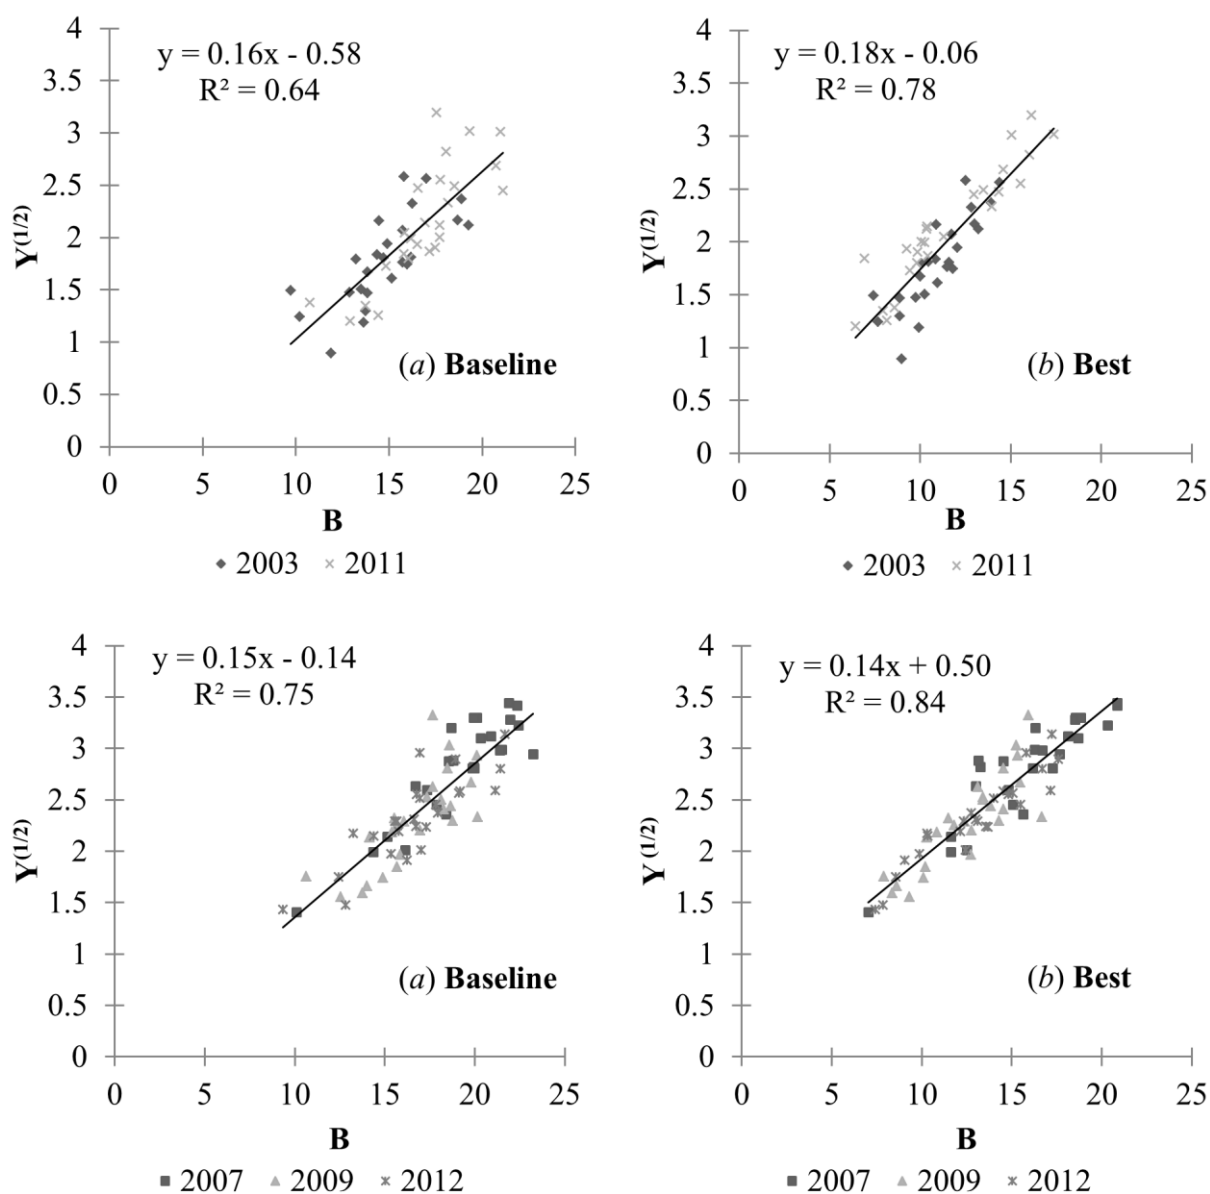 y = 0.16x - 0.58
R² = 0.64
4
3.5
3
2.5
2
1.5
1
0.5
0
Y(1/2)
(a) Baseline
0 5 10 15 20 25
B
2003 2011
y = 0.18x - 0.06
R² = 0.78
4
3.5
3
2.5
2
1.5
1
0.5
0
Y(1/2)
(b) Best
0 5 10 15 20 25
B
2003 2011
y = 0.15x - 0.14
R² = 0.75
4
3.5
3
2.5
2
1.5
1
0.5
0
Y(1/2)
(a) Baseline
0 5 10 15 20 25
B
2007 2009 2012
y = 0.14x + 0.50
R² = 0.84
4
3.5
3
2.5
2
1.5
1
0.5
0
Y (1/2)
(b) Best
0 5 10 15 20 25
B
2007 2009 2012